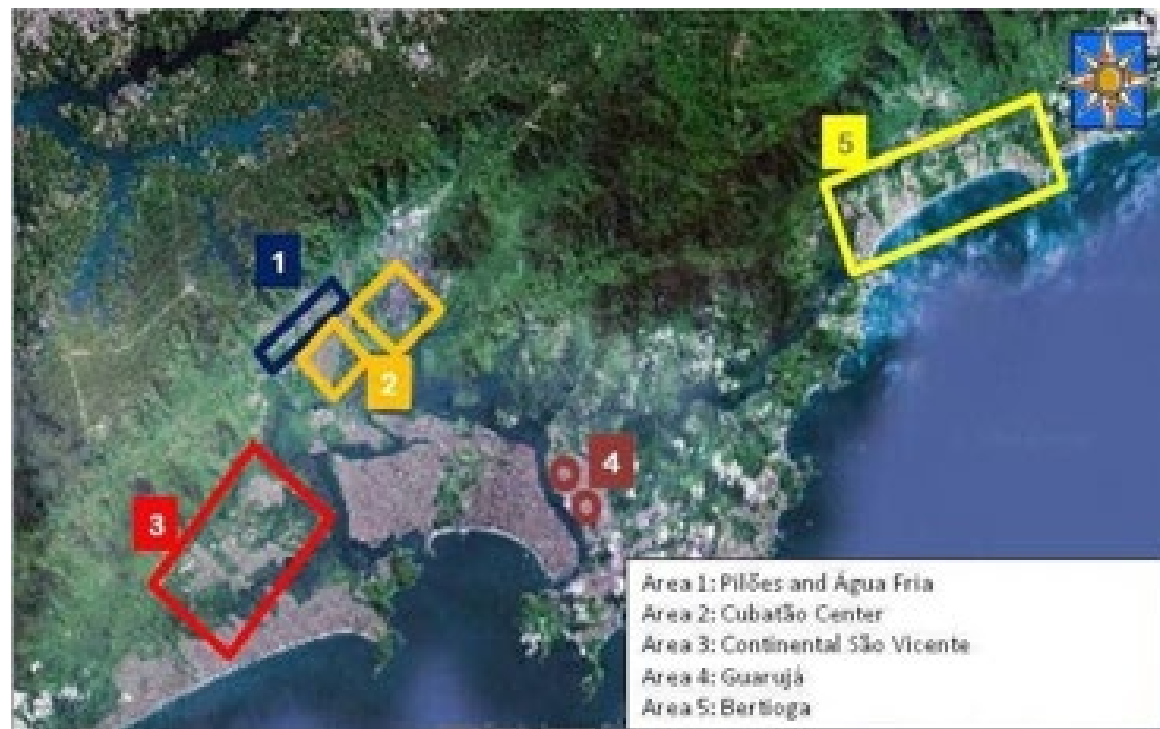 5
1
2
4
3
Area 1: Pilões and Água Fria
Area 2: Cubatão Center
Area 3: Continental São Vicente
Area 4: Guarujá
Area 5: Bertioga